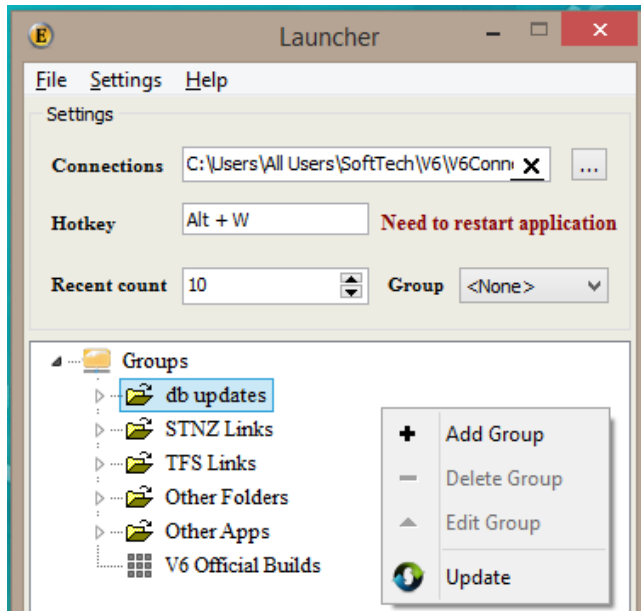 E Launcher
File Settings Help
Settings
Connections C:\Users\All Users\SoftTech\V6\V6Conn ...
Hotkey Alt + W Need to restart application
Recent count 10 Group <None>
Groups
db updates
STNZ Links
TFS Links
Other Folders
Other Apps
V6 Official Builds
Add Group
Delete Group
Edit Group
Update